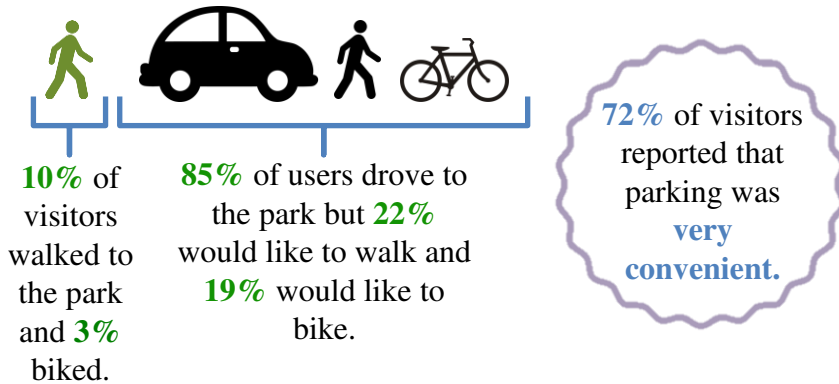 10% of
visitors
walked to
the park
and 3%
biked.
85% of users drove to
the park but 22%
would like to walk and
19% would like to
bike.
72% of visitors
reported that
parking was
very
convenient.